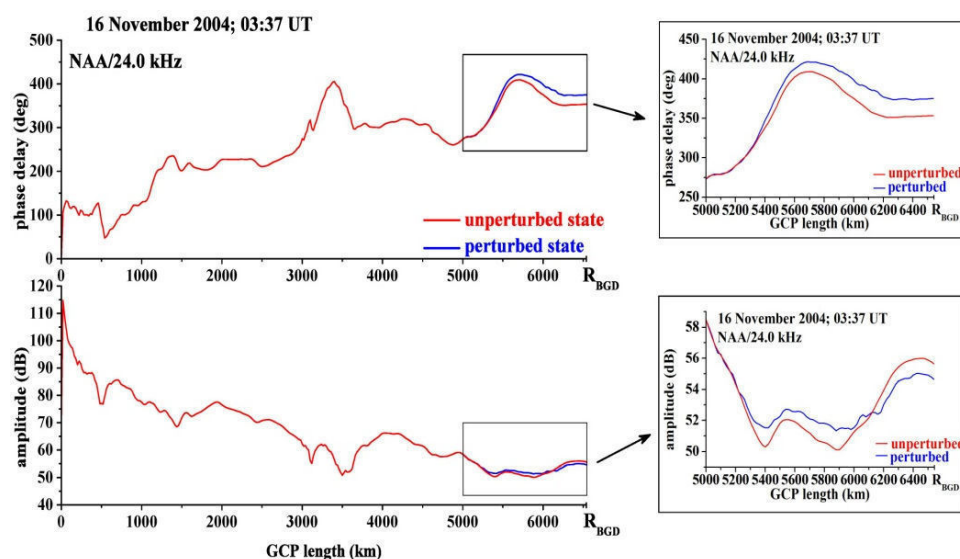 16 November 2004; 03:37 UT
NAA/24.0 kHz
phase delay (deg)
500
400
300
200
100
0
unperturbed state
perturbed state
0 1000 2000 3000 4000 5000 6000 R_BGD
16 November 2004; 03:37 UT
NAA/24.0 kHz
phase delay (deg)
450
400
350
300
250
unperturbed
perturbed
5000 5200 5400 5600 5800 6000 6200 6400 R_BGD
GCP length (km)
amplitude (dB)
120
110
100
90
80
70
60
50
40
0 1000 2000 3000 4000 5000 6000 R_BGD
GCP length (km)
16 November 2004; 03:37 UT
NAA/24.0 kHz
amplitude (dB)
58
56
54
52
50
unperturbed
perturbed
5000 5200 5400 5600 5800 6000 6200 6400 R_BGD
GCP length (km)